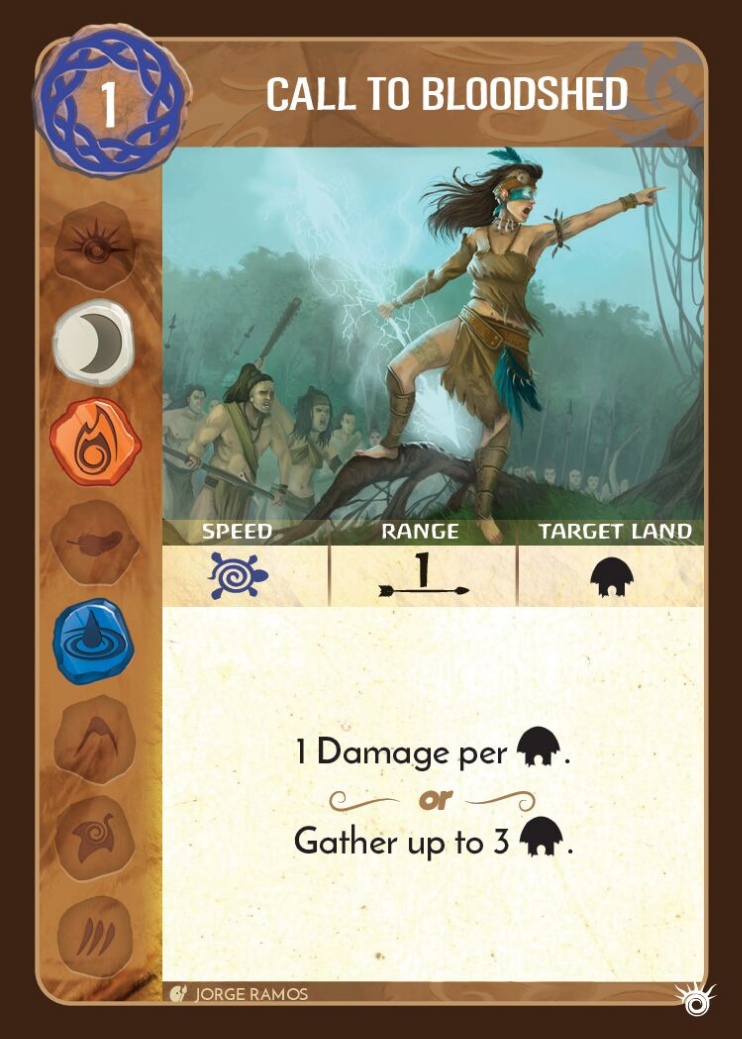 1
CALL TO BLOODSHED
SPEED
RANGE
TARGET LAND
1
1 Damage per .
or
Gather up to 3 .
JORGE RAMOS